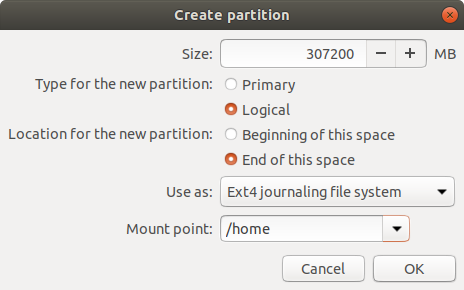 Create partition
Size: 307200 − + MB
Type for the new partition: Primary
Logical
Location for the new partition: Beginning of this space
End of this space
Use as: Ext4 journaling file system
Mount point: /home
Cancel OK